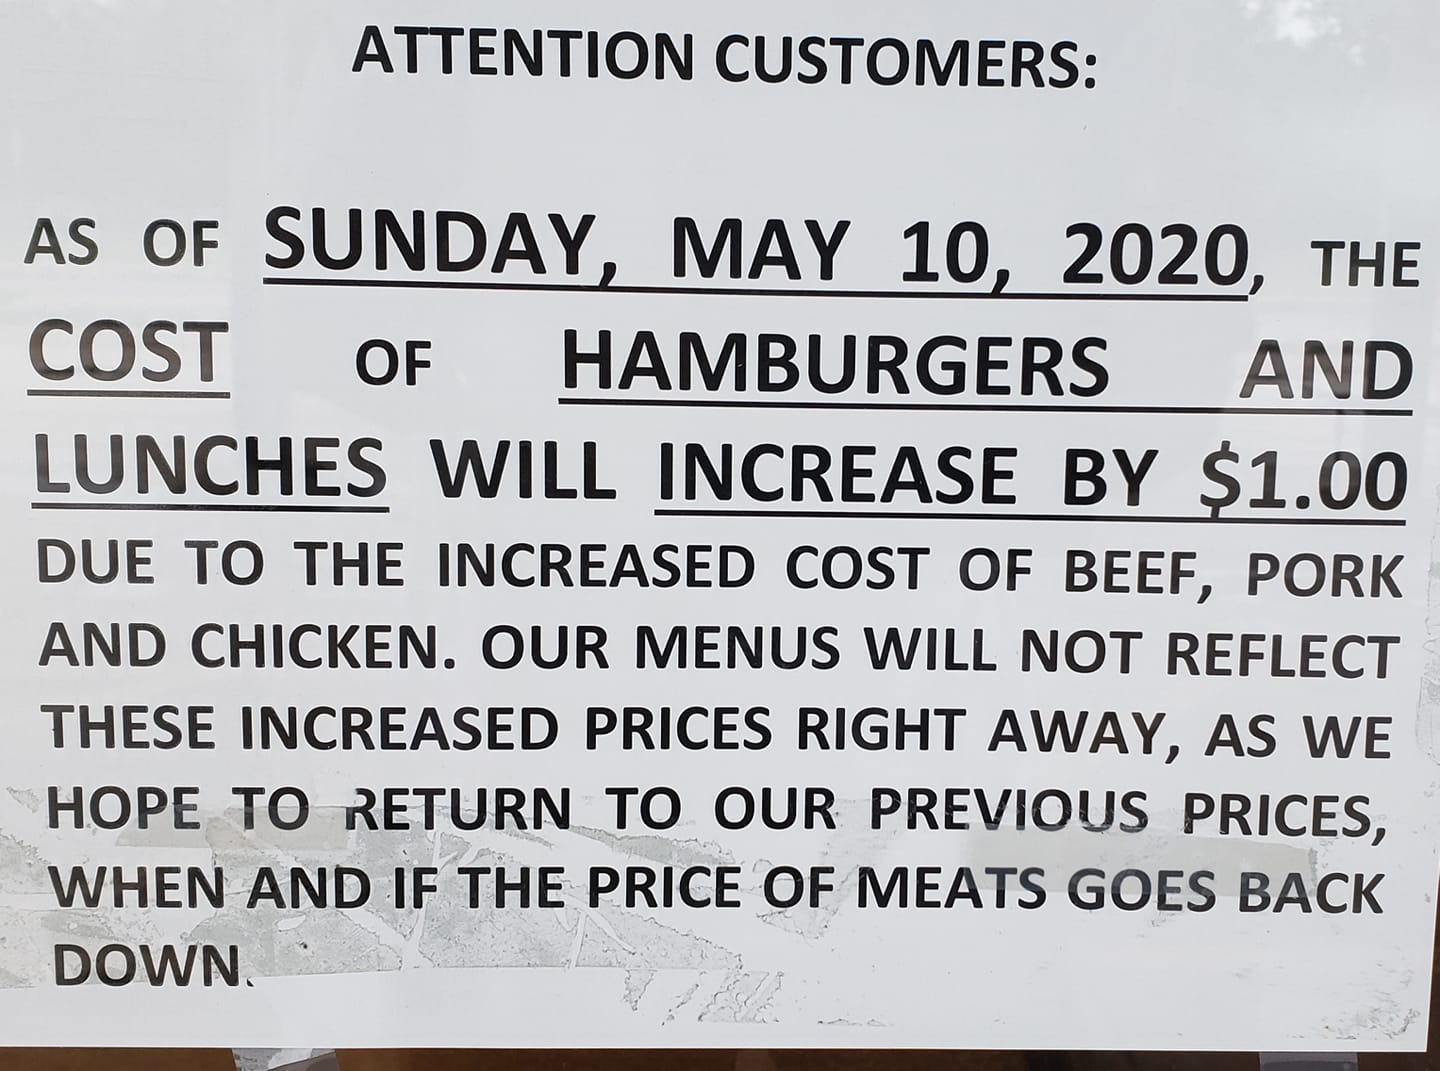 ATTENTION CUSTOMERS:
AS OF SUNDAY, MAY 10, 2020, THE
COST OF HAMBURGERS AND
LUNCHES WILL INCREASE BY $1.00
DUE TO THE INCREASED COST OF BEEF, PORK
AND CHICKEN. OUR MENUS WILL NOT REFLECT
THESE INCREASED PRICES RIGHT AWAY, AS WE
HOPE TO RETURN TO OUR PREVIOUS PRICES,
WHEN AND IF THE PRICE OF MEATS GOES BACK
DOWN.